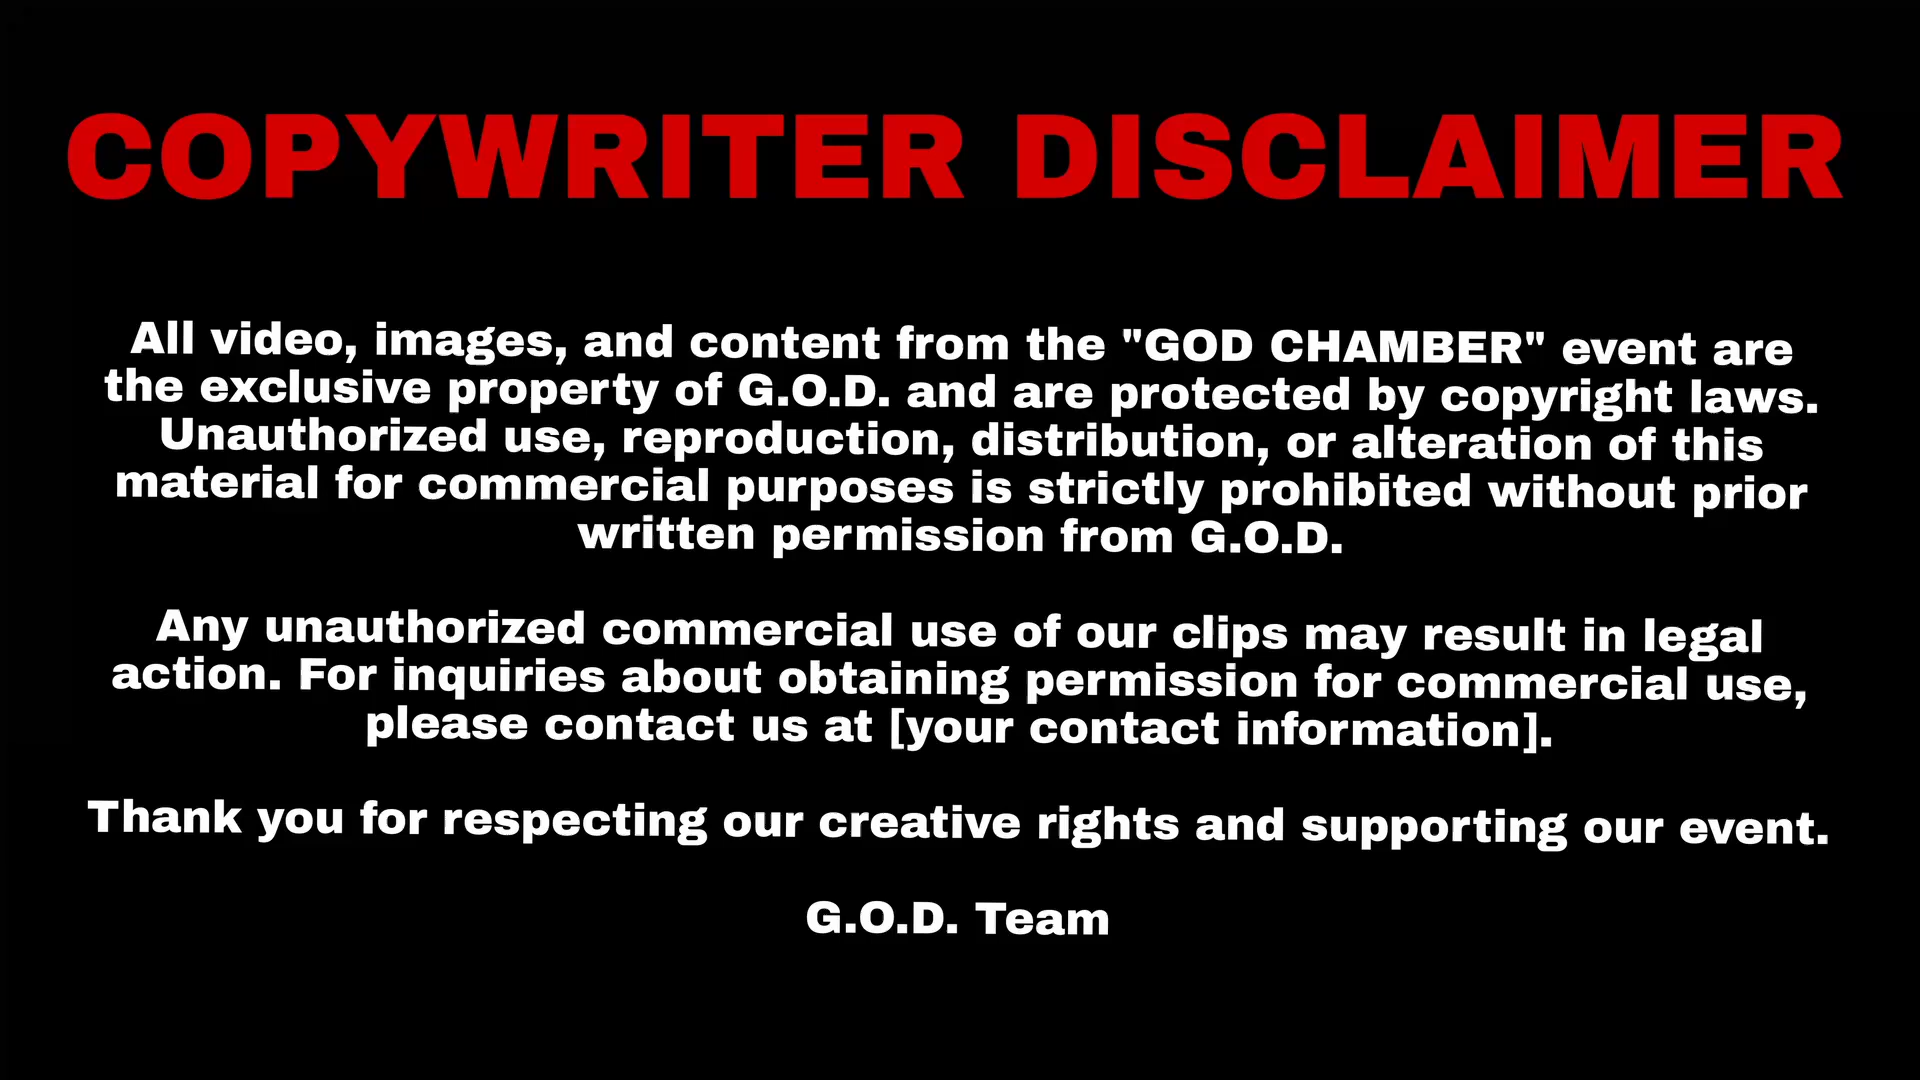 COPYWRITER DISCLAIMER
All video, images, and content from the "GOD CHAMBER" event are
the exclusive property of G.O.D. and are protected by copyright laws.
Unauthorized use, reproduction, distribution, or alteration of this
material for commercial purposes is strictly prohibited without prior
written permission from G.O.D.
Any unauthorized commercial use of our clips may result in legal
action. For inquiries about obtaining permission for commercial use,
please contact us at [your contact information].
Thank you for respecting our creative rights and supporting our event.
G.O.D. Team